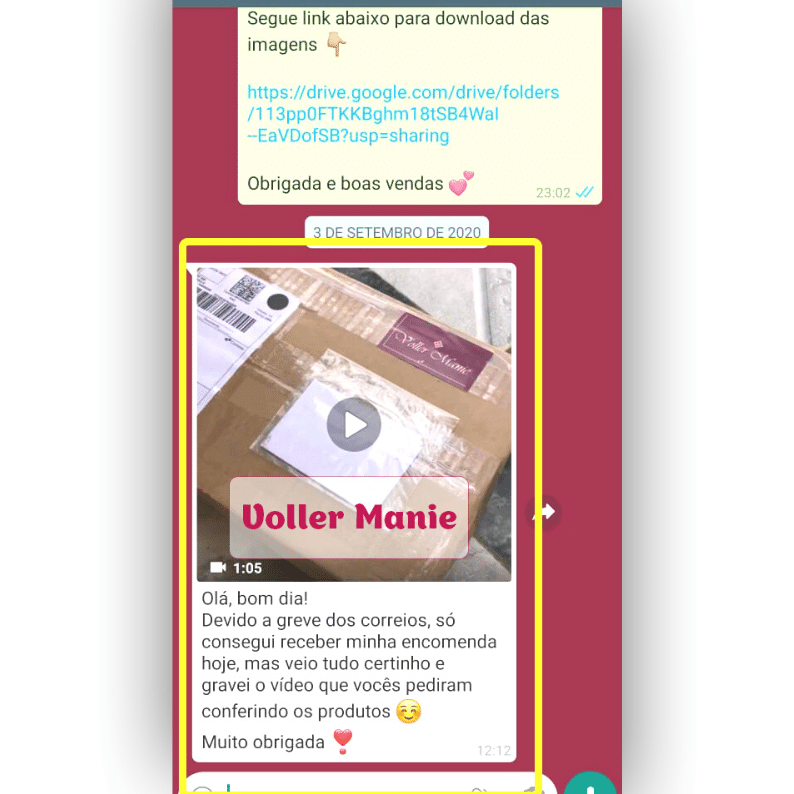 Segue link abaixo para download das
imagens 👇🏼
https://drive.google.com/drive/folders
/113pp0FTKKBghm18tSB4WaI
--EaVDofSB?usp=sharing
Obrigada e boas vendas 💕
23:02
3 DE SETEMBRO DE 2020
Voller Manie
Voller Manie
1:05
Olá, bom dia!
Devido a greve dos correios, só
consegui receber minha encomenda
hoje, mas veio tudo certinho e
gravei o vídeo que vocês pediram
conferindo os produtos ☺️
Muito obrigada ❣️
12:12